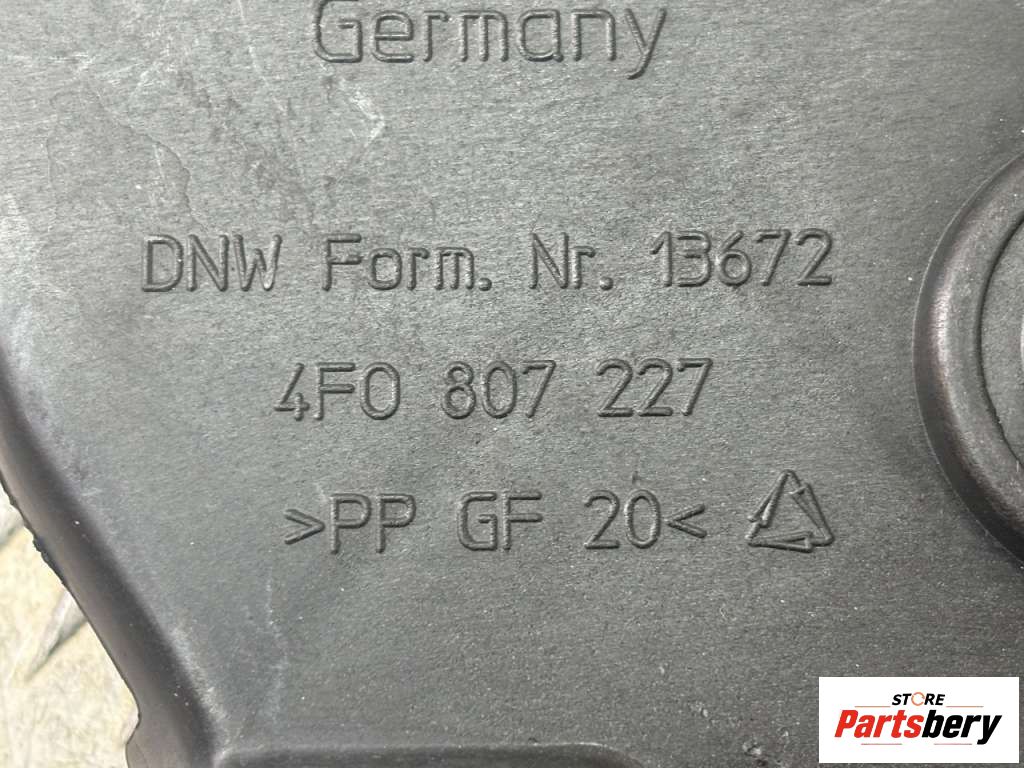 Germany
DNW Form. Nr. 13672
4F0 807 227
>PP GF 20<
STORE
Partsbery